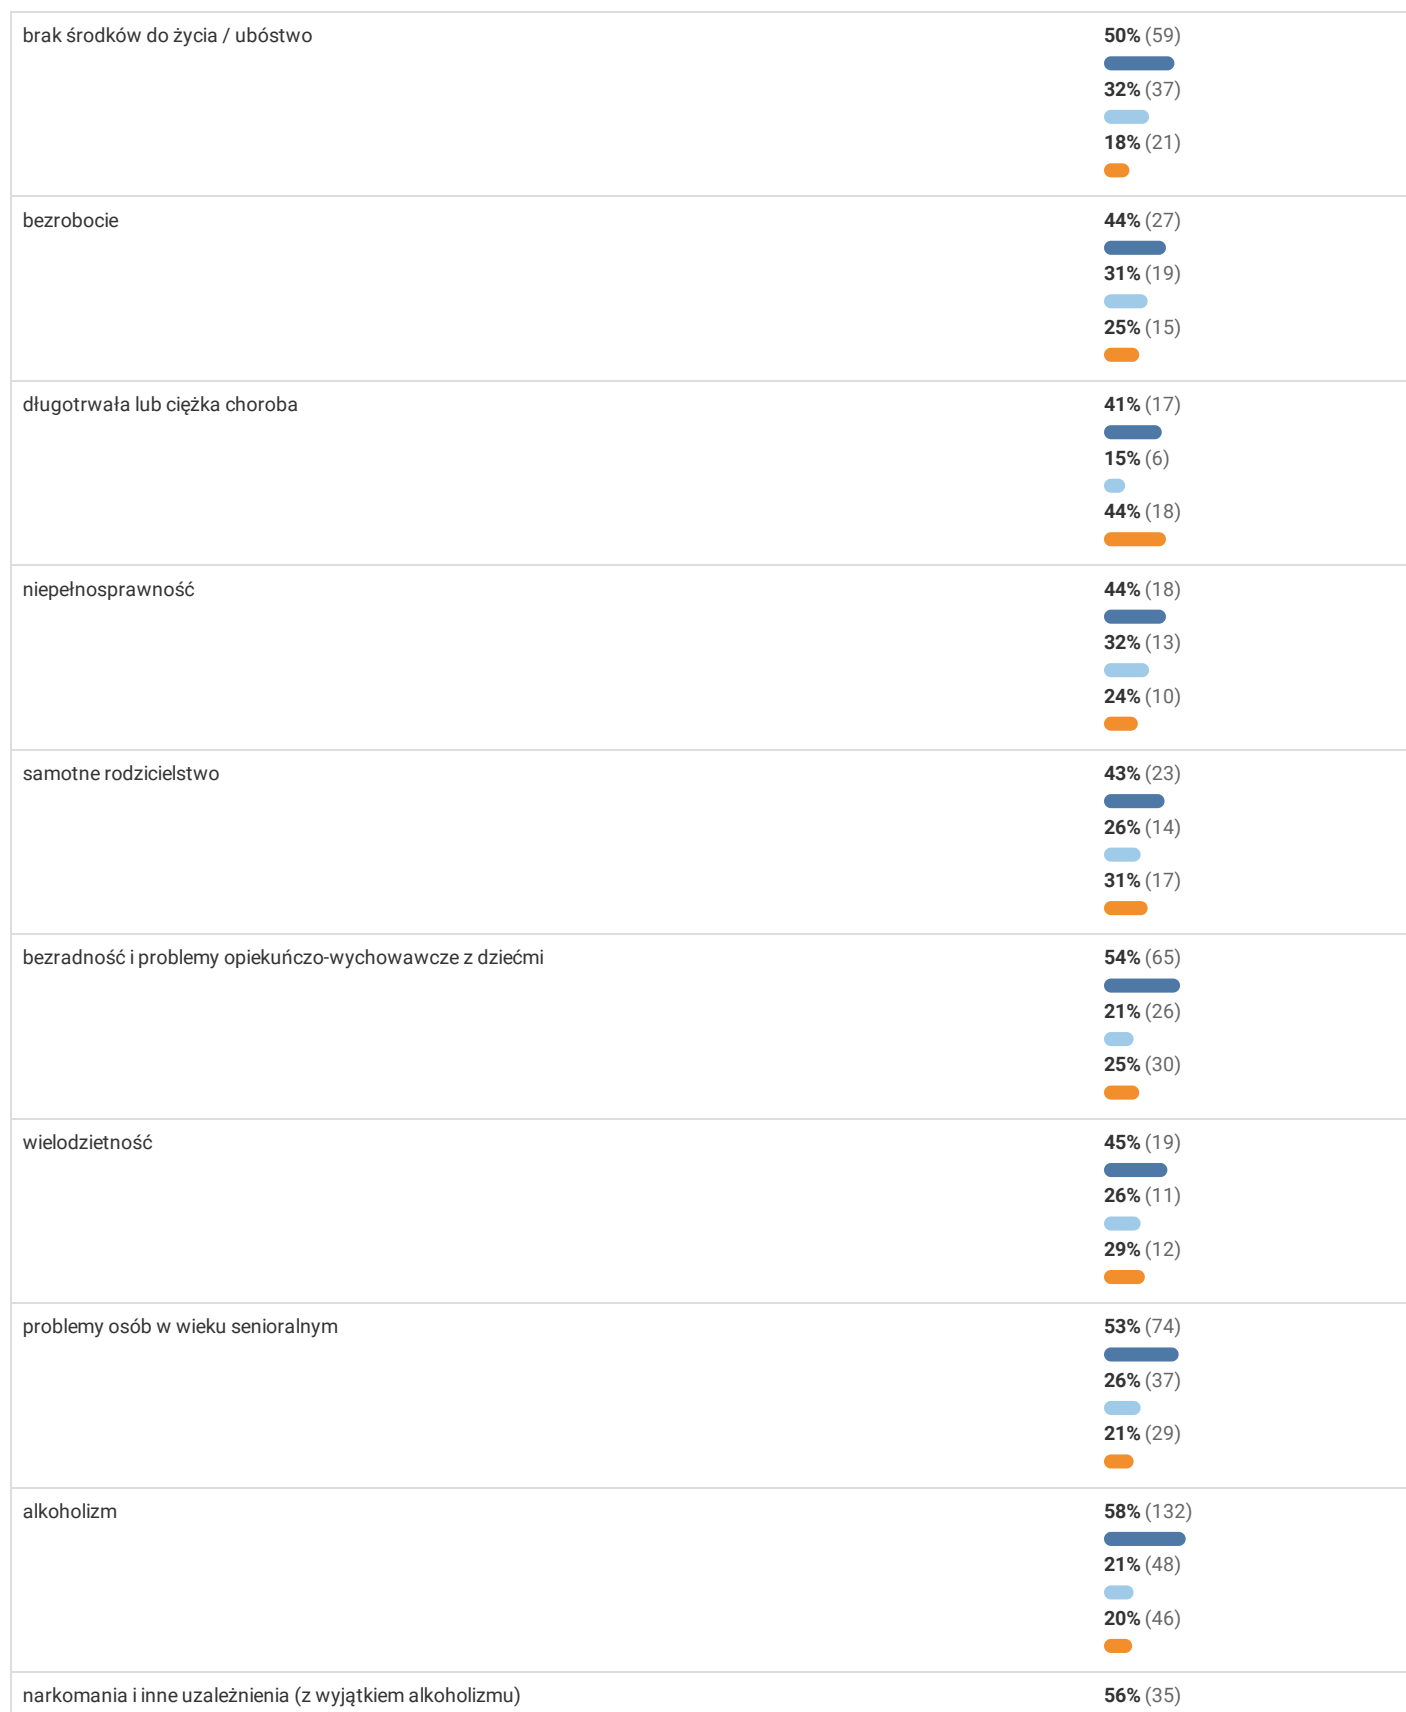 brak środków do życia / ubóstwo
50% (59)
32% (37)
18% (21)
bezrobocie
44% (27)
31% (19)
25% (15)
długotrwała lub ciężka choroba
41% (17)
15% (6)
44% (18)
niepełnosprawność
44% (18)
32% (13)
24% (10)
samotne rodzicielstwo
43% (23)
26% (14)
31% (17)
bezradność i problemy opiekuńczo-wychowawcze z dziećmi
54% (65)
21% (26)
25% (30)
wielodzietność
45% (19)
26% (11)
29% (12)
problemy osób w wieku senioralnym
53% (74)
26% (37)
21% (29)
alkoholizm
58% (132)
21% (48)
20% (46)
narkomania i inne uzależnienia (z wyjątkiem alkoholizmu)
56% (35)